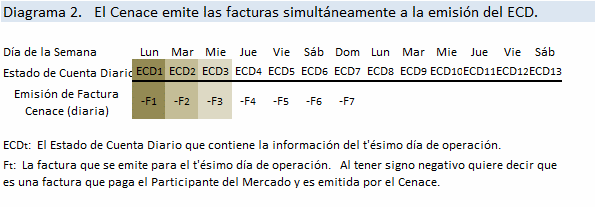 Diagrama 2. El Cenace emite las facturas simultáneamente a la emisión del ECD.
Día de la Semana Lun Mar Mie Jue Vie Sáb Dom Lun Mar Mie Jue Vie Sáb
Estado de Cuenta Diario ECD1 ECD2 ECD3 ECD4 ECD5 ECD6 ECD7 ECD8 ECD9 ECD10 ECD11 ECD12 ECD13
Emisión de Factura
Cenace (diaria) -F1 -F2 -F3 -F4 -F5 -F6 -F7
ECDt: El Estado de Cuenta Diario que contiene la información del t'ésimo día de operación.
Ft: La factura que se emite para el t'ésimo día de operación. Al tener signo negativo quiere decir que
es una factura que paga el Participante del Mercado y es emitida por el Cenace.